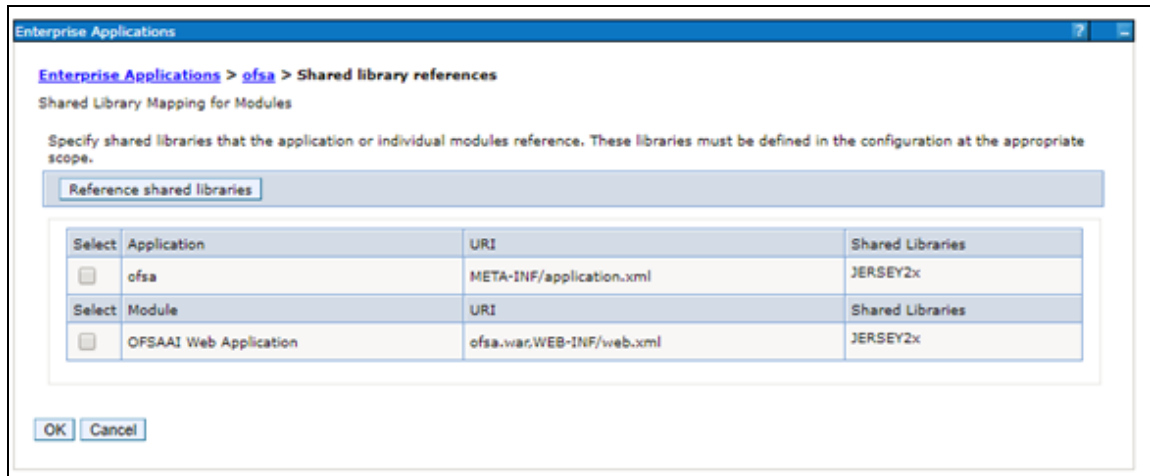 Enterprise Applications ? –
Enterprise Applications > ofsa > Shared library references
Shared Library Mapping for Modules
Specify shared libraries that the application or individual modules reference. These libraries must be defined in the configuration at the appropriate
scope.
Reference shared libraries
Select Application URI Shared Libraries
ofsa META-INF/application.xml JERSEY2x
Select Module URI Shared Libraries
OFSAAI Web Application ofsa.war,WEB-INF/web.xml JERSEY2x
OK Cancel